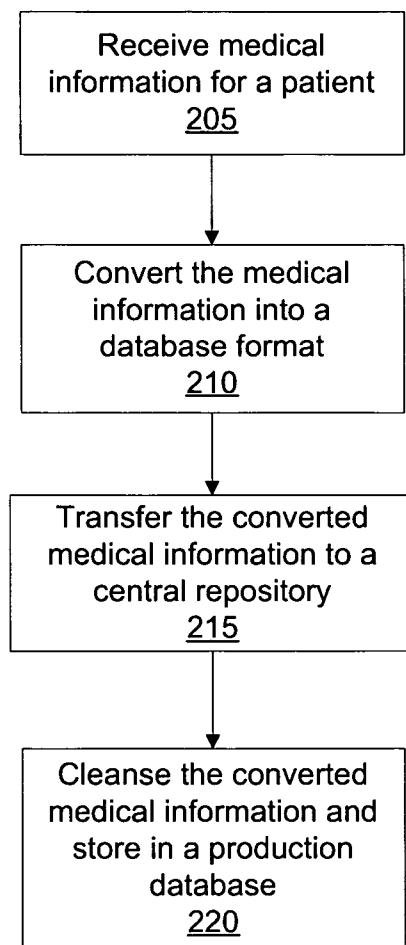 Receive medical
information for a patient
205
Convert the medical
information into a
database format
210
Transfer the converted
medical information to a
central repository
215
Cleanse the converted
medical information and
store in a production
database
220